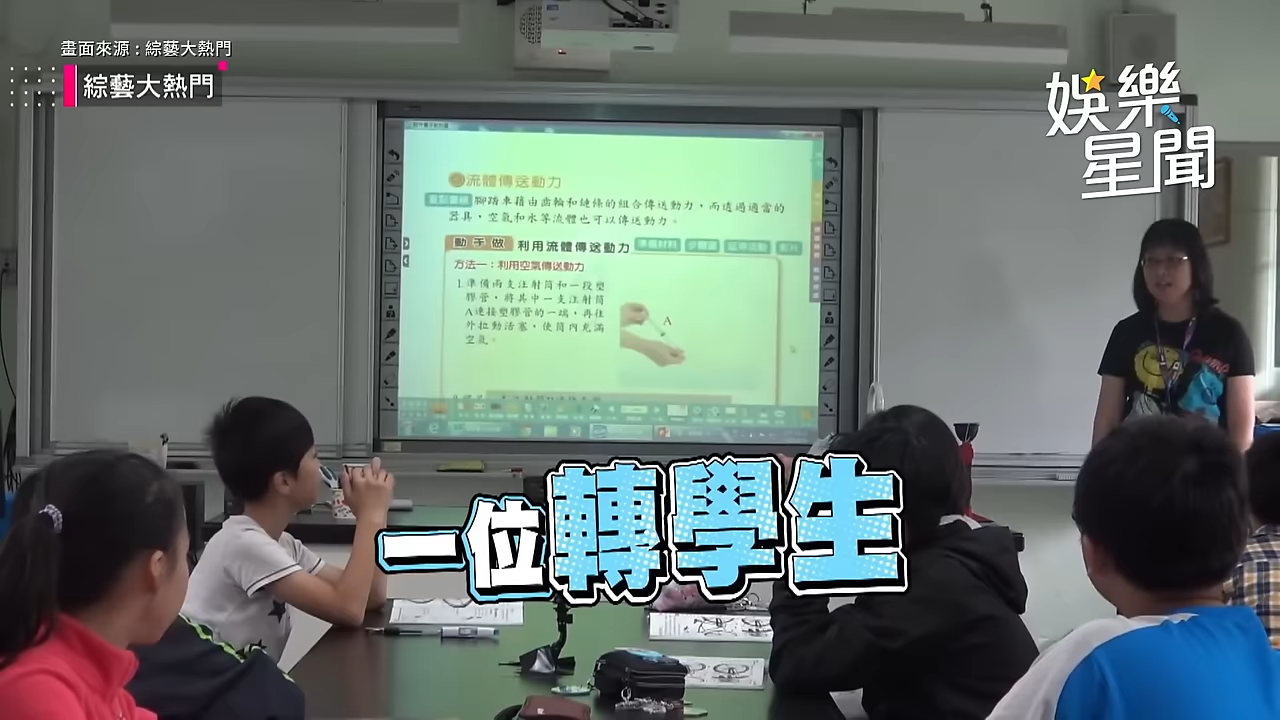 畫面來源：綜藝大熱門
綜藝大熱門
娛樂
星聞
流體傳送動力
腳踏車藉由齒輪和鏈條的組合傳送動力，而透過適當的
器具，空氣和水等流體也可以傳送動力。
動手做 利用流體傳送動力
方法一：利用空氣傳送動力
1.準備兩支注射筒和一段塑
膠管，將其中一支注射筒
A連接塑膠管的一端，再往
外拉動活塞，使筒內充滿
空氣。
A
一位轉學生